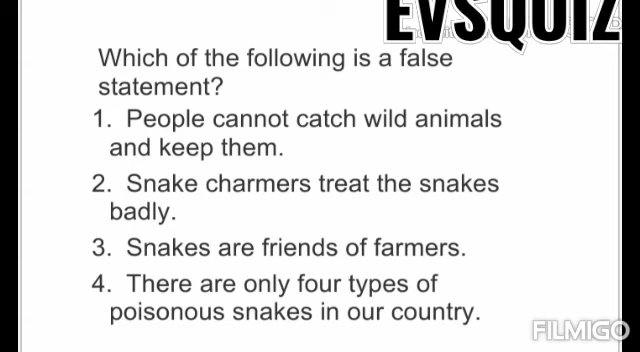 EVSQUIZ
Which of the following is a false
statement?
1. People cannot catch wild animals
and keep them.
2. Snake charmers treat the snakes
badly.
3. Snakes are friends of farmers.
4. There are only four types of
poisonous snakes in our country.
FILMIGO